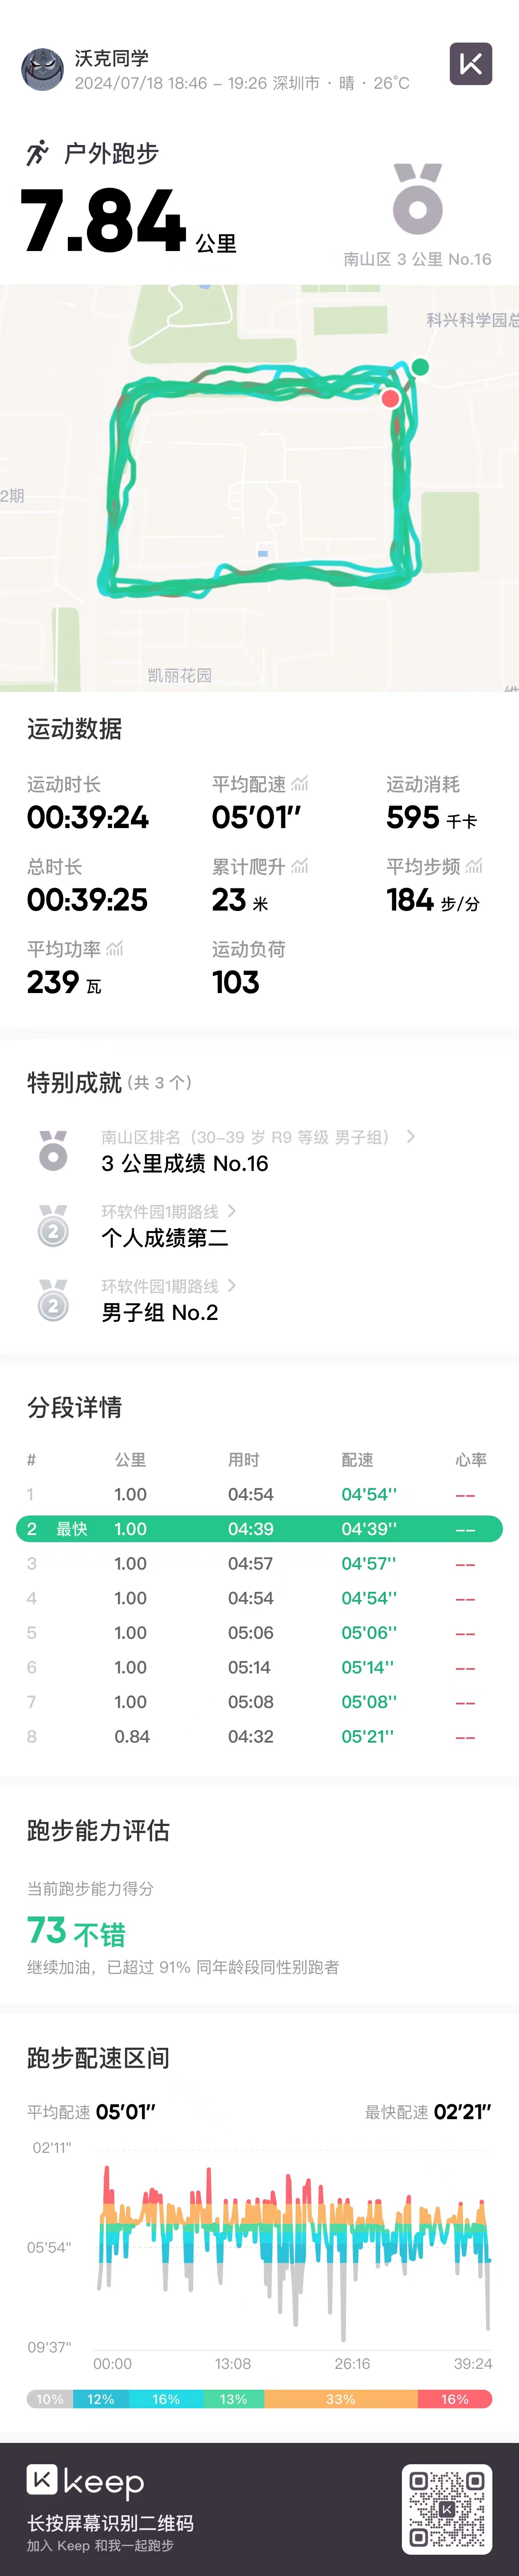 沃克同学
2024/07/18 18:46 - 19:26 深圳市 · 晴 · 26°C
户外跑步
7.84 公里
南山区 3 公里 No.16
科兴科学园总
2期
凯丽花园
运动数据
运动时长 平均配速 运动消耗
00:39:24 05'01'' 595 千卡
总时长 累计爬升 平均步频
00:39:25 23 米 184 步/分
平均功率 运动负荷
239 瓦 103
特别成就 (共 3 个)
南山区排名（30-39 岁 R9 等级 男子组）
3 公里成绩 No.16
环软件园1期路线
2 个人成绩第二
环软件园1期路线
2 男子组 No.2
分段详情
# 公里 用时 配速 心率
1 1.00 04:54 04'54'' --
2 最快 1.00 04:39 04'39'' --
3 1.00 04:57 04'57'' --
4 1.00 04:54 04'54'' --
5 1.00 05:06 05'06'' --
6 1.00 05:14 05'14'' --
7 1.00 05:08 05'08'' --
8 0.84 04:32 05'21'' --
跑步能力评估
当前跑步能力得分
73 不错
继续加油，已超过 91% 同年龄段同性别跑者
跑步配速区间
平均配速 05'01'' 最快配速 02'21''
02'11"
05'54"
09'37"
00:00 13:08 26:16 39:24
10% 12% 16% 13% 33% 16%
keep
长按屏幕识别二维码
加入 Keep 和我一起跑步